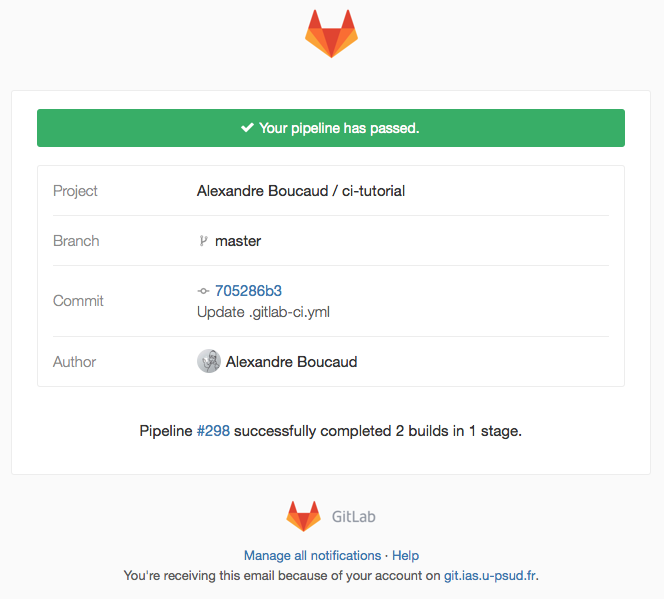 Your pipeline has passed.
Project Alexandre Boucaud / ci-tutorial
Branch master
Commit 705286b3
Update .gitlab-ci.yml
Author Alexandre Boucaud
Pipeline #298 successfully completed 2 builds in 1 stage.
GitLab
Manage all notifications · Help
You're receiving this email because of your account on git.ias.u-psud.fr.